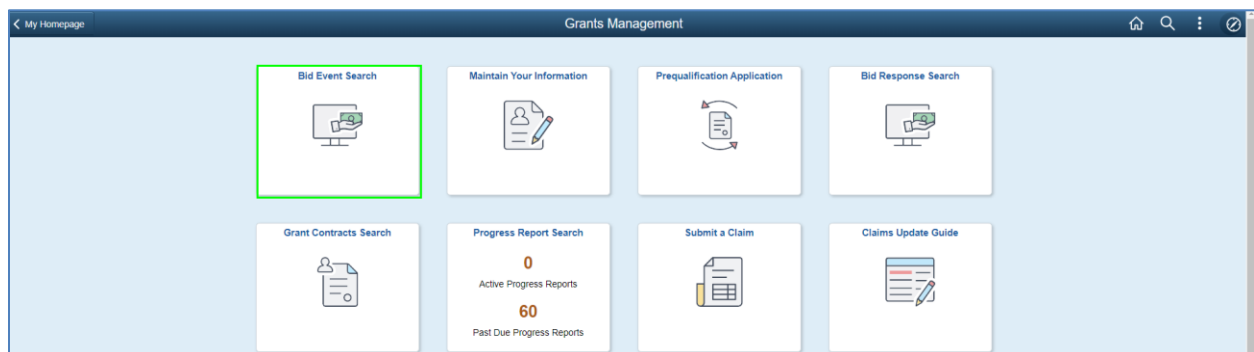 My Homepage
Grants Management
Bid Event Search
Maintain Your Information
Prequalification Application
Bid Response Search
Grant Contracts Search
Progress Report Search
0
Active Progress Reports
60
Past Due Progress Reports
Submit a Claim
Claims Update Guide